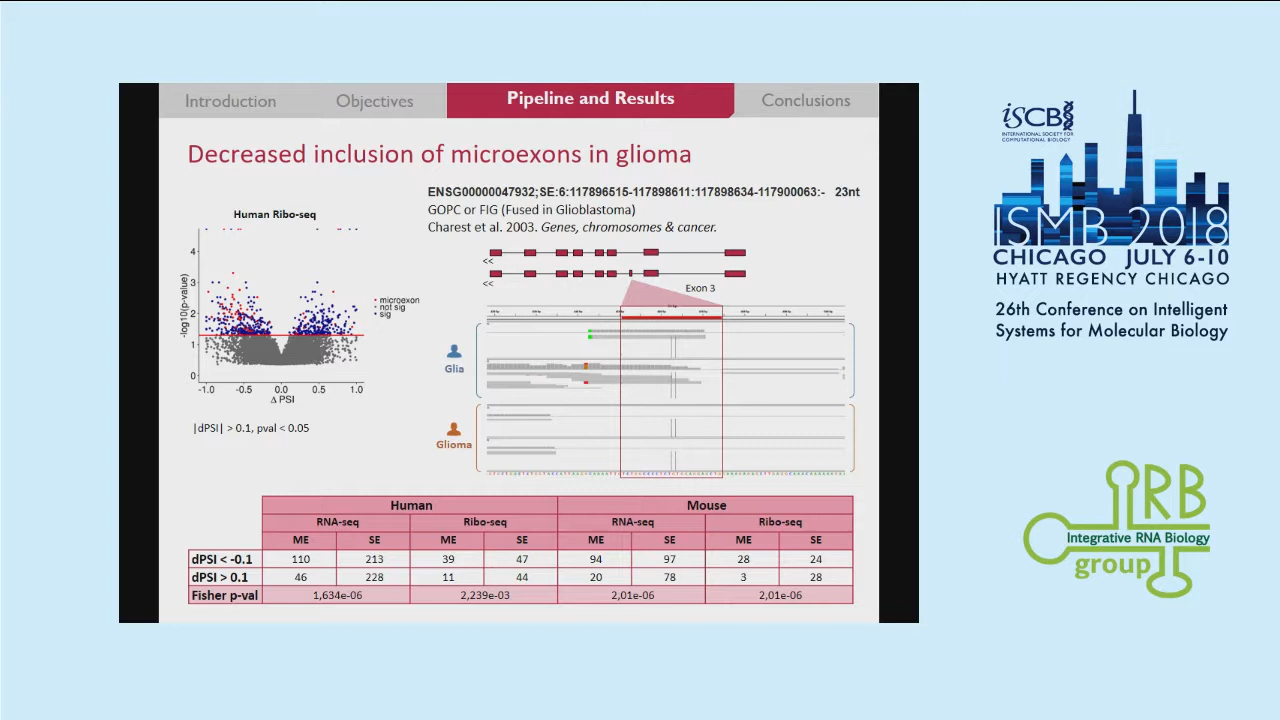 Introduction
Objectives
Pipeline and Results
Conclusions
Decreased inclusion of microexons in glioma
ENSG00000047932;SE:6:117896515-117898611:117898634-117900063:- 23nt
GOPC or FIG (Fused in Glioblastoma)
Charest et al. 2003. Genes, chromosomes & cancer.
Human Ribo-seq
-log10(p-value)
4
3
2
1
0
-1.0 -0.5 0.0 0.5 1.0
Δ PSI
microexon
not sig
sig
|dPSI| > 0.1, pval < 0.05
<<
<<
Exon 3
Glia
Glioma
Human Mouse
RNA-seq Ribo-seq RNA-seq Ribo-seq
ME SE ME SE ME SE ME SE
dPSI < -0.1 110 213 39 47 94 97 28 24
dPSI > 0.1 46 228 11 44 20 78 3 28
Fisher p-val 1,634e-06 2,239e-03 2,01e-06 2,01e-06
ISCB
INTERNATIONAL SOCIETY FOR
COMPUTATIONAL BIOLOGY
ISMB 2018
CHICAGO JULY 6-10
HYATT REGENCY CHICAGO
26th Conference on Intelligent
Systems for Molecular Biology
IRB
Integrative RNA Biology
group